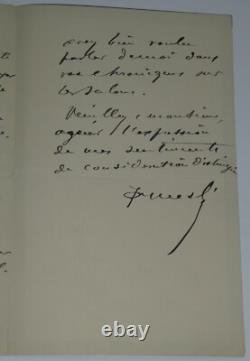 avez bien voulu
parler de moi dans
vos chroniques sur
les salons.
Veuillez, monsieur,
agréer l'expression
de mes sentiments
de considération distinguée